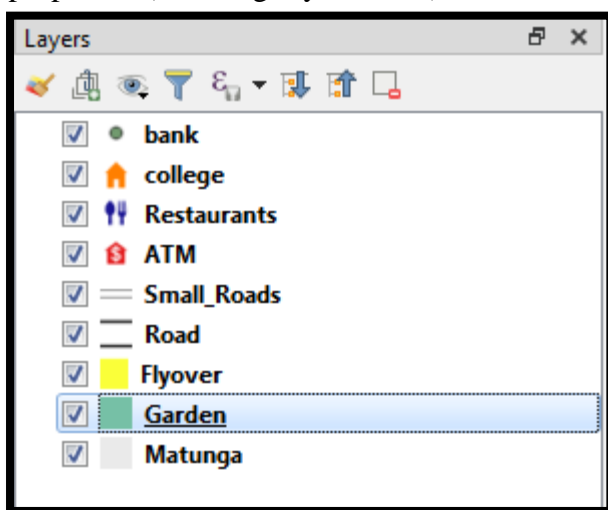 Layers
bank
college
Restaurants
ATM
Small_Roads
Road
Flyover
Garden
Matunga